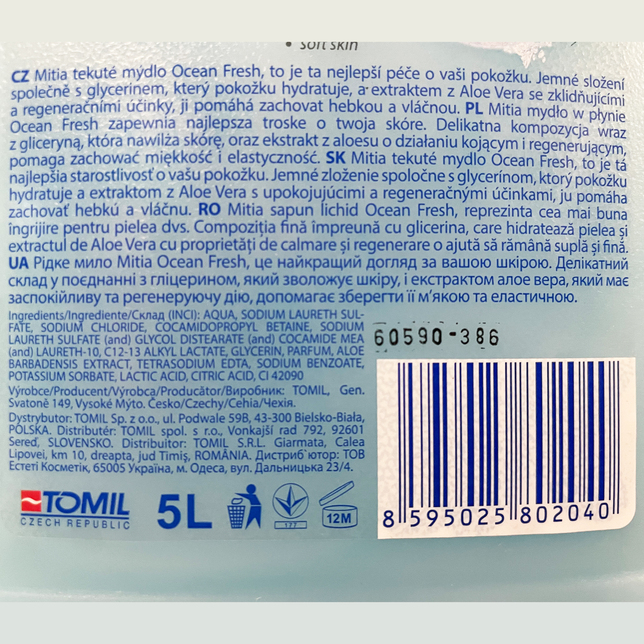 • soft skin
CZ Mitia tekuté mýdlo Ocean Fresh, to je ta nejlepší péče o vaši pokožku. Jemné složení
společně s glycerínem, který pokožku hydratuje, a extraktem z Aloe Vera se zklidňujícími
a regeneračními účinky, ji pomáhá zachovat hebkou a vláčnou. PL Mitia mydło w płynie
Ocean Fresh zapewnia najlepsza troske o twoja skóre. Delikatna kompozycja wraz
z gliceryną, która nawilża skórę, oraz ekstrakt z aloesu o działaniu kojącym i regenerującym,
pomaga zachować miękkość i elastyczność. SK Mitia tekuté mydlo Ocean Fresh, to je tá
najlepšia starostlivosť o vašu pokožku. Jemné zloženie spoločne s glycerínom, ktorý pokožku
hydratuje a extraktom z Aloe Vera s upokojujúcimi a regeneračnými účinkami, ju pomáha
zachovať hebkú a vláčnu. RO Mitia sapun lichid Ocean Fresh, reprezinta cea mai buna
îngrijire pentru pielea dvs. Compoziția fină împreună cu glicerina, care hidratează pielea și
extractul de Aloe Vera cu proprietăți de calmare și regenerare o ajută să rămână suplă și fină.
UA Рідке мило Mitia Ocean Fresh, це найкращий догляд за вашою шкірою. Делікатний
склад у поєднанні з гліцерином, який зволожує шкіру, і екстрактом алое вера, який має
заспокійливу та регенеруючу дію, допомагає зберегти її м'якою та еластичною.
Ingredients/Ingrediente/Склад (INCI): AQUA, SODIUM LAURETH SUL-
FATE, SODIUM CHLORIDE, COCAMIDOPROPYL BETAINE, SODIUM
LAURETH SULFATE (and) GLYCOL DISTEARATE (and) COCAMIDE MEA
(and) LAURETH-10, C12-13 ALKYL LACTATE, GLYCERIN, PARFUM, ALOE
BARBADENSIS EXTRACT, TETRASODIUM EDTA, SODIUM BENZOATE,
POTASSIUM SORBATE, LACTIC ACID, CITRIC ACID, CI 42090
60590-386
Výrobce/Producent/Výrobca/Producător/Виробник: TOMIL, Gen.
Svatoně 149, Vysoké Mýto. Česko/Czechy/Cehia/Чехія.
Dystrybutor: TOMIL Sp. z o.o., ul. Podwale 59B, 43-300 Bielsko-Biała,
POLSKA. Distribútor: TOMIL spol. s r.o., Vonkajší rad 792, 92601
Sereď, SLOVENSKO. Distribuitor: TOMIL S.R.L. Giarmata, Calea
Lipovei, km 10, dreapta, jud Timiș, ROMÂNIA. Дистриб'ютор: ТОВ
Естеті Косметік, 65005 Україна, м. Одеса, вул. Дальницька 23/4.
TOMIL
CZECH REPUBLIC
5L
177
12M
8 595025 802040